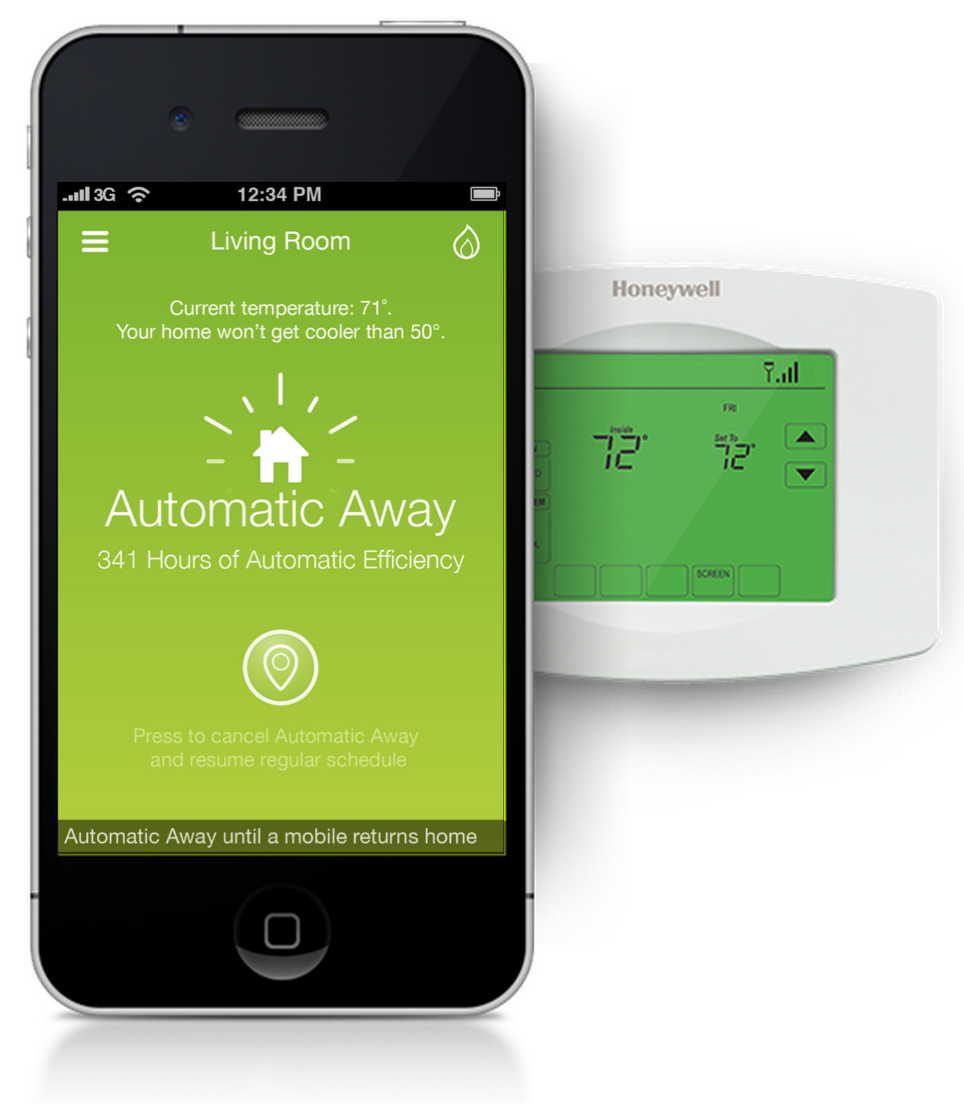 3G 12:34 PM
Living Room
Current temperature: 71°.
Your home won't get cooler than 50°.
Automatic Away
341 Hours of Automatic Efficiency
Press to cancel Automatic Away
and resume regular schedule
Automatic Away until a mobile returns home
Honeywell
FRI
Inside
72°
Set To
72°
SCREEN